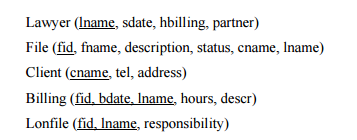 Lawyer (lname, sdate, hbilling, partner)
File (fid, fname, description, status, cname, lname)
Client (cname, tel, address)
Billing (fid, bdate, lname, hours, descr)
Lonfile (fid, lname, responsibility)